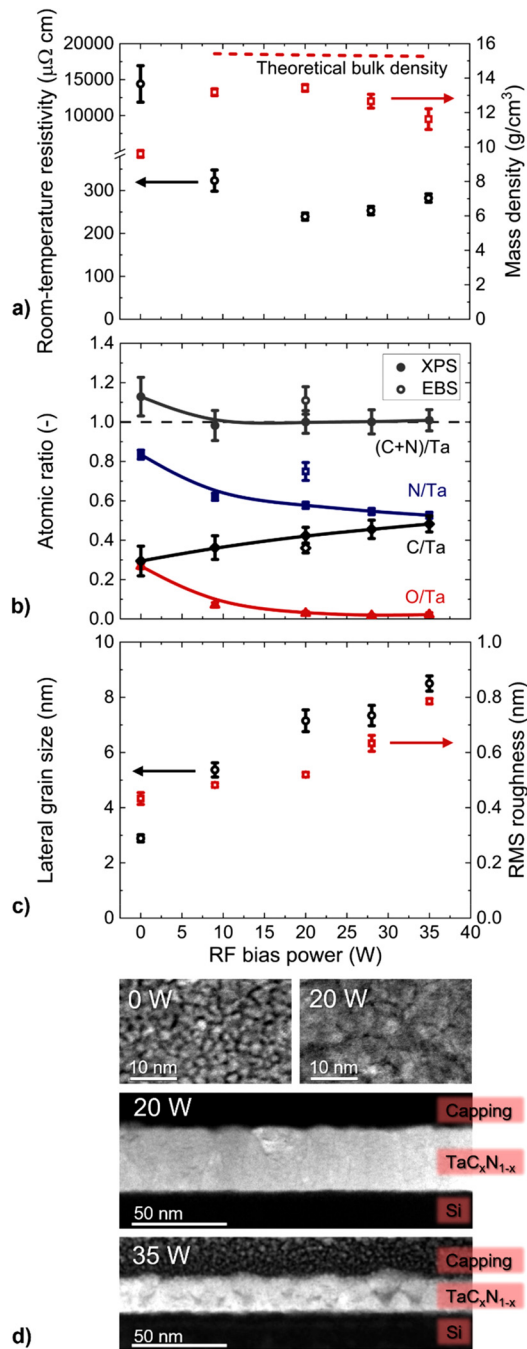 a)
Room-temperature resistivity (μΩ cm)
20000
15000
10000
300
200
100
0
Theoretical bulk density
16
14
12
10
8
6
4
2
0
Mass density (g/cm³)
b)
Atomic ratio (-)
1.4
1.2
1.0
0.8
0.6
0.4
0.2
0.0
XPS
EBS
(C+N)/Ta
N/Ta
C/Ta
O/Ta
c)
Lateral grain size (nm)
10
8
6
4
2
0
1.0
0.8
0.6
0.4
0.2
0.0
RMS roughness (nm)
0 5 10 15 20 25 30 35 40
RF bias power (W)
d)
0 W
10 nm
20 W
10 nm
20 W
Capping
TaCₓN₁₋ₓ
Si
50 nm
35 W
Capping
TaCₓN₁₋ₓ
Si
50 nm